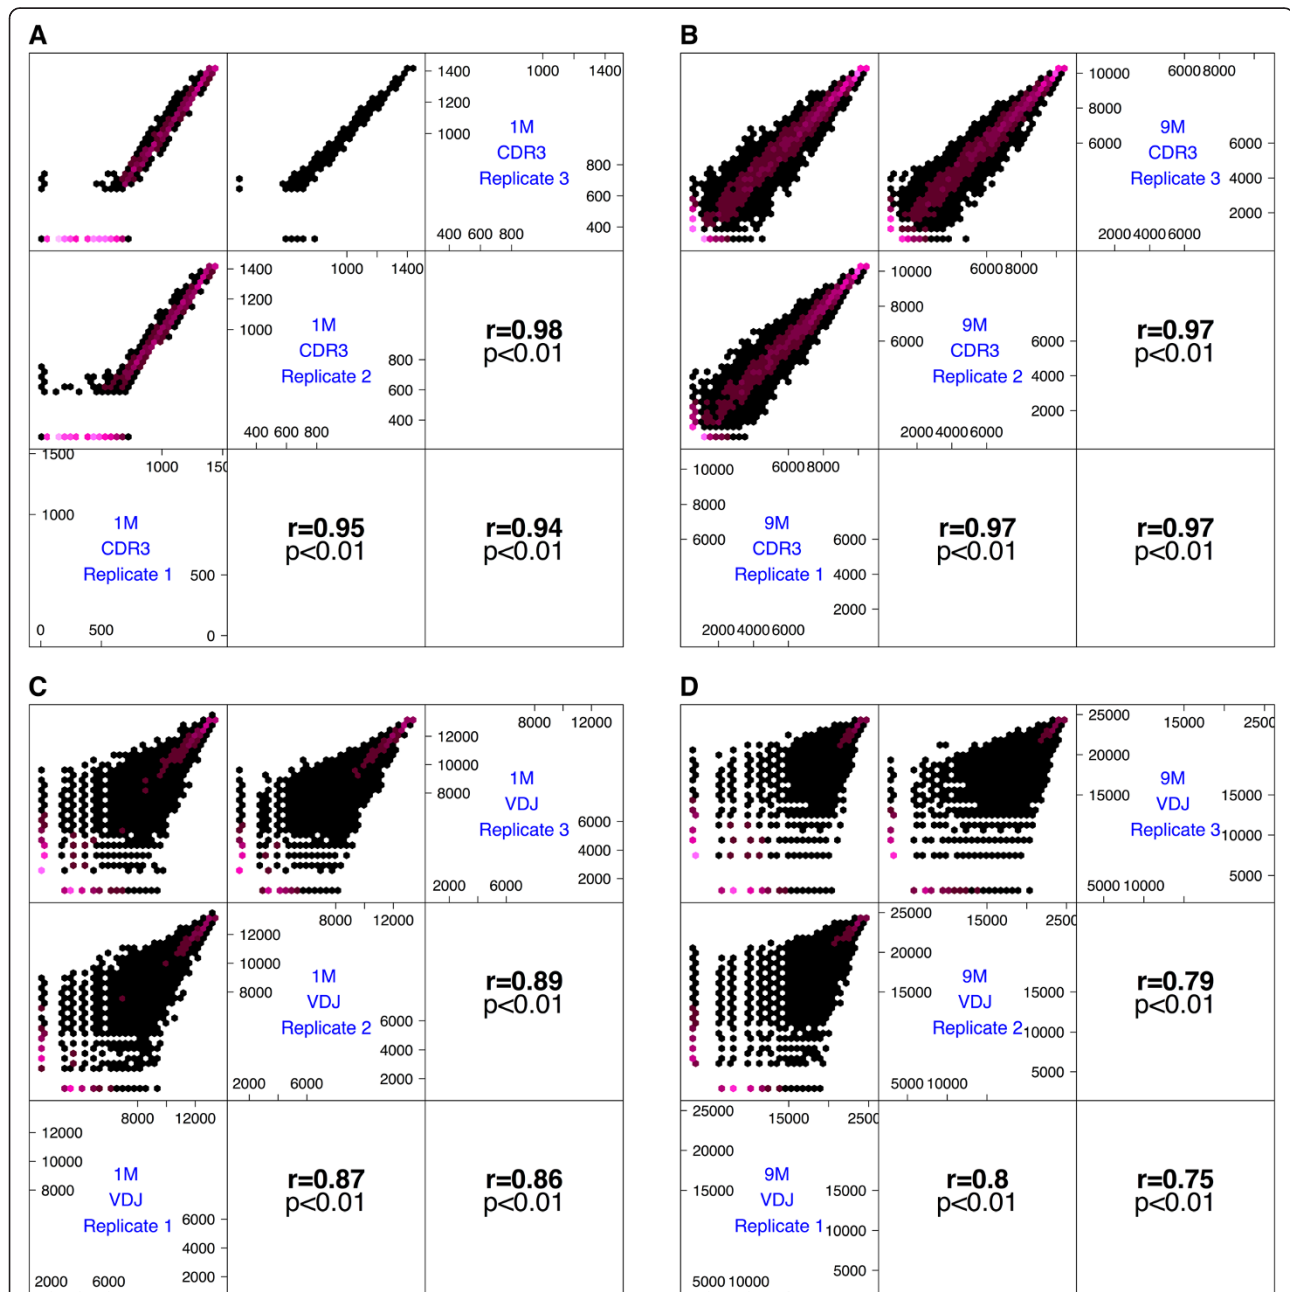 A
1000 1400
1400
1200
1000
1M
CDR3
Replicate 3
800
600
400
400 600 800
1000 1400
1400
1200
1000
1M
CDR3
Replicate 2
800
600
400
400 600 800
r=0.98
p<0.01
1500
1000 150
1000
1M
CDR3
Replicate 1
500
0
0 500
r=0.95
p<0.01
r=0.94
p<0.01
B
6000 8000
10000
8000
6000
9M
CDR3
Replicate 3
6000
4000
2000
2000 4000 6000
6000 8000
10000
8000
6000
9M
CDR3
Replicate 2
6000
4000
2000
2000 4000 6000
r=0.97
p<0.01
6000 8000
10000
8000
6000
9M
CDR3
Replicate 1
6000
4000
2000
2000 4000 6000
r=0.97
p<0.01
r=0.97
p<0.01
C
8000 12000
12000
10000
8000
1M
VDJ
Replicate 3
6000
4000
2000
2000 6000
8000 12000
12000
10000
8000
1M
VDJ
Replicate 2
6000
4000
2000
2000 6000
r=0.89
p<0.01
8000 12000
12000
10000
8000
1M
VDJ
Replicate 1
6000
4000
2000
2000 6000
r=0.87
p<0.01
r=0.86
p<0.01
D
15000 2500
25000
20000
15000
9M
VDJ
Replicate 3
15000
10000
5000
5000 10000
15000 2500
25000
20000
15000
9M
VDJ
Replicate 2
15000
10000
5000
5000 10000
r=0.79
p<0.01
15000 2500
25000
20000
15000
9M
VDJ
Replicate 1
15000
10000
5000
5000 10000
r=0.8
p<0.01
r=0.75
p<0.01